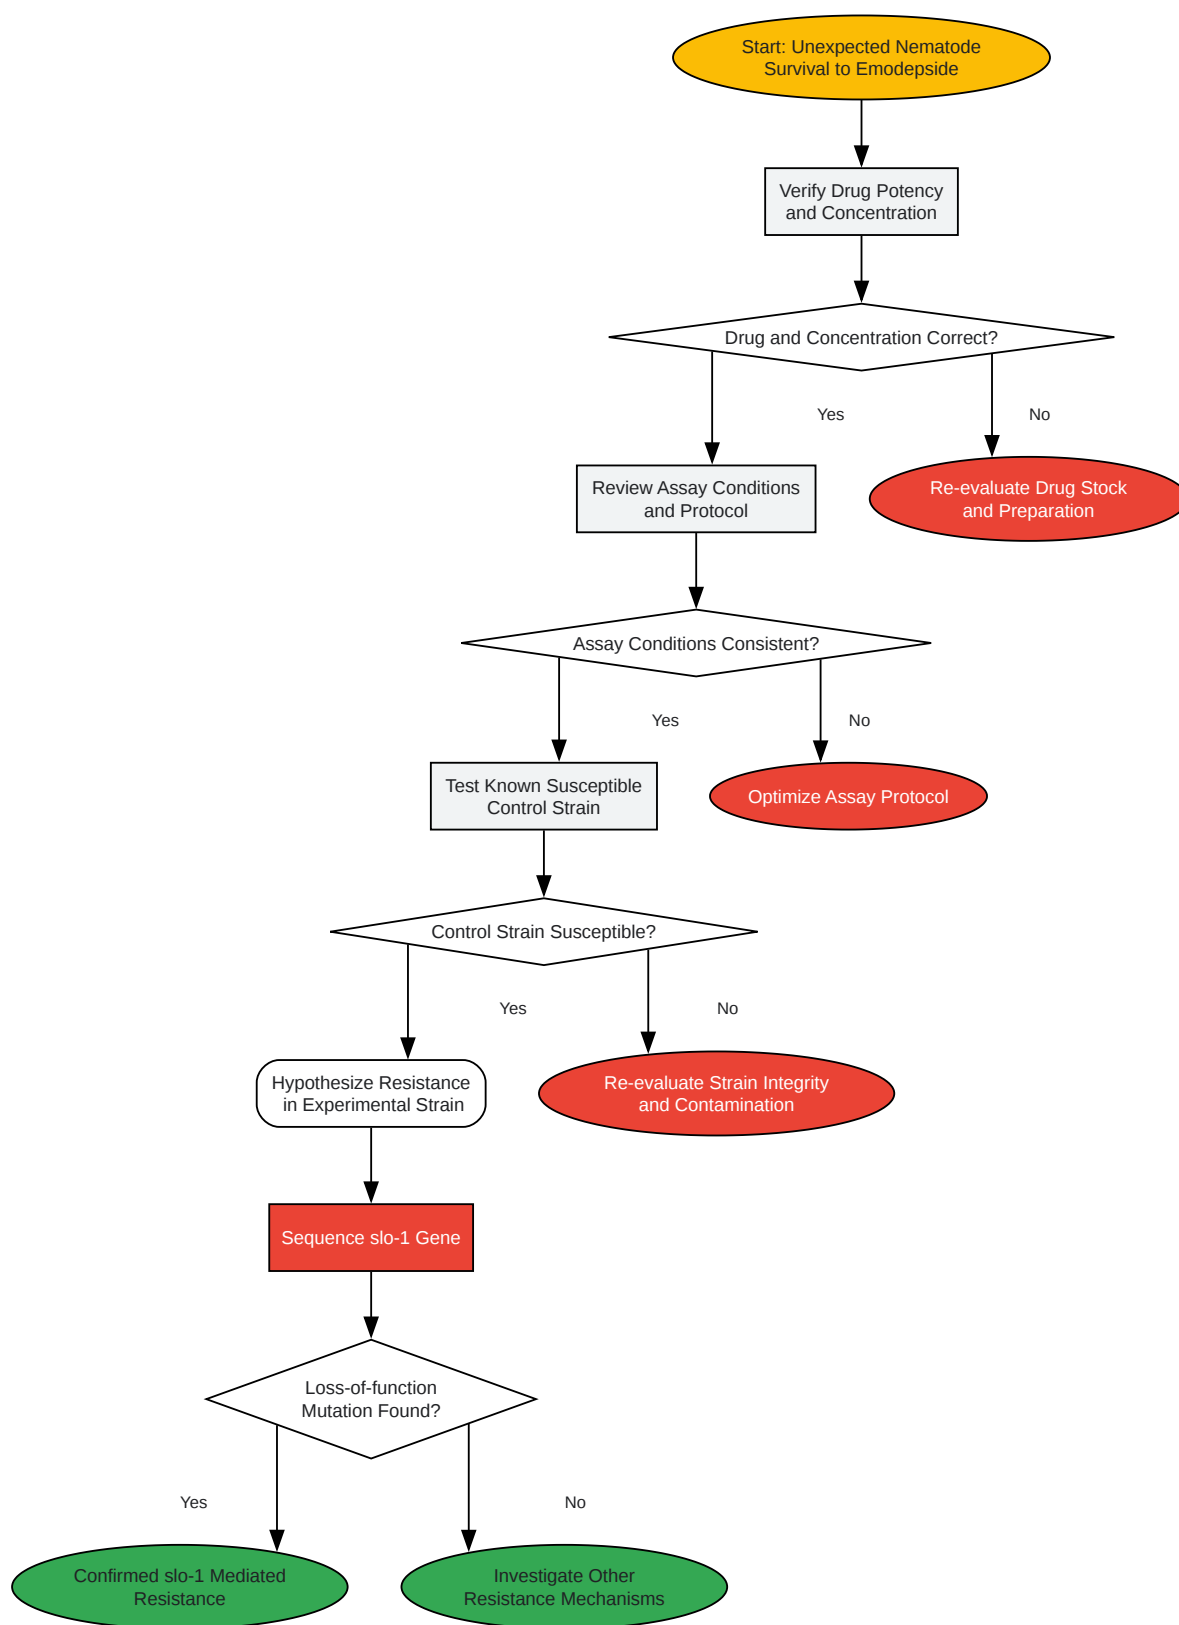 Start: Unexpected Nematode
Survival to Emodepside
Verify Drug Potency
and Concentration
Drug and Concentration Correct?
Yes
No
Review Assay Conditions
and Protocol
Re-evaluate Drug Stock
and Preparation
Assay Conditions Consistent?
Yes
No
Test Known Susceptible
Control Strain
Optimize Assay Protocol
Control Strain Susceptible?
Yes
No
Hypothesize Resistance
in Experimental Strain
Re-evaluate Strain Integrity
and Contamination
Sequence slo-1 Gene
Loss-of-function
Mutation Found?
Yes
No
Confirmed slo-1 Mediated
Resistance
Investigate Other
Resistance Mechanisms